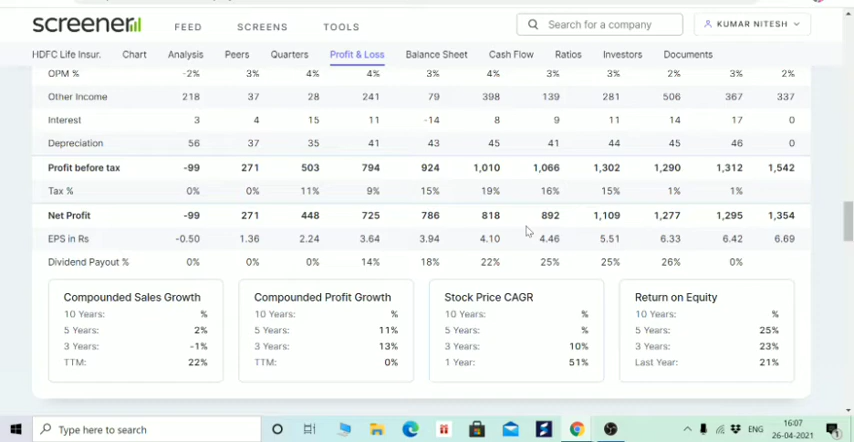 screener
FEED SCREENS TOOLS Search for a company KUMAR NITESH
HDFC Life Insur. Chart Analysis Peers Quarters Profit & Loss Balance Sheet Cash Flow Ratios Investors Documents
OPM % -2% 3% 4% 4% 3% 4% 3% 3% 2% 3% 2%
Other Income 218 37 28 241 79 398 139 281 506 367 337
Interest 3 4 15 11 -14 8 9 11 14 17 0
Depreciation 56 37 35 41 43 45 41 44 45 46 0
Profit before tax -99 271 503 794 924 1,010 1,066 1,302 1,290 1,312 1,542
Tax % 0% 0% 11% 9% 15% 19% 16% 15% 1% 1%
Net Profit -99 271 448 725 786 818 892 1,109 1,277 1,295 1,354
EPS in Rs -0.50 1.36 2.24 3.64 3.94 4.10 4.46 5.51 6.33 6.42 6.69
Dividend Payout % 0% 0% 0% 14% 18% 22% 25% 25% 26% 0%
Compounded Sales Growth
10 Years: %
5 Years: 2%
3 Years: -1%
TTM: 22%
Compounded Profit Growth
10 Years: %
5 Years: 11%
3 Years: 13%
TTM: 0%
Stock Price CAGR
10 Years: %
5 Years: %
3 Years: 10%
1 Year: 51%
Return on Equity
10 Years: %
5 Years: 25%
3 Years: 23%
Last Year: 21%
Type here to search
ENG
16:07
26-04-2021